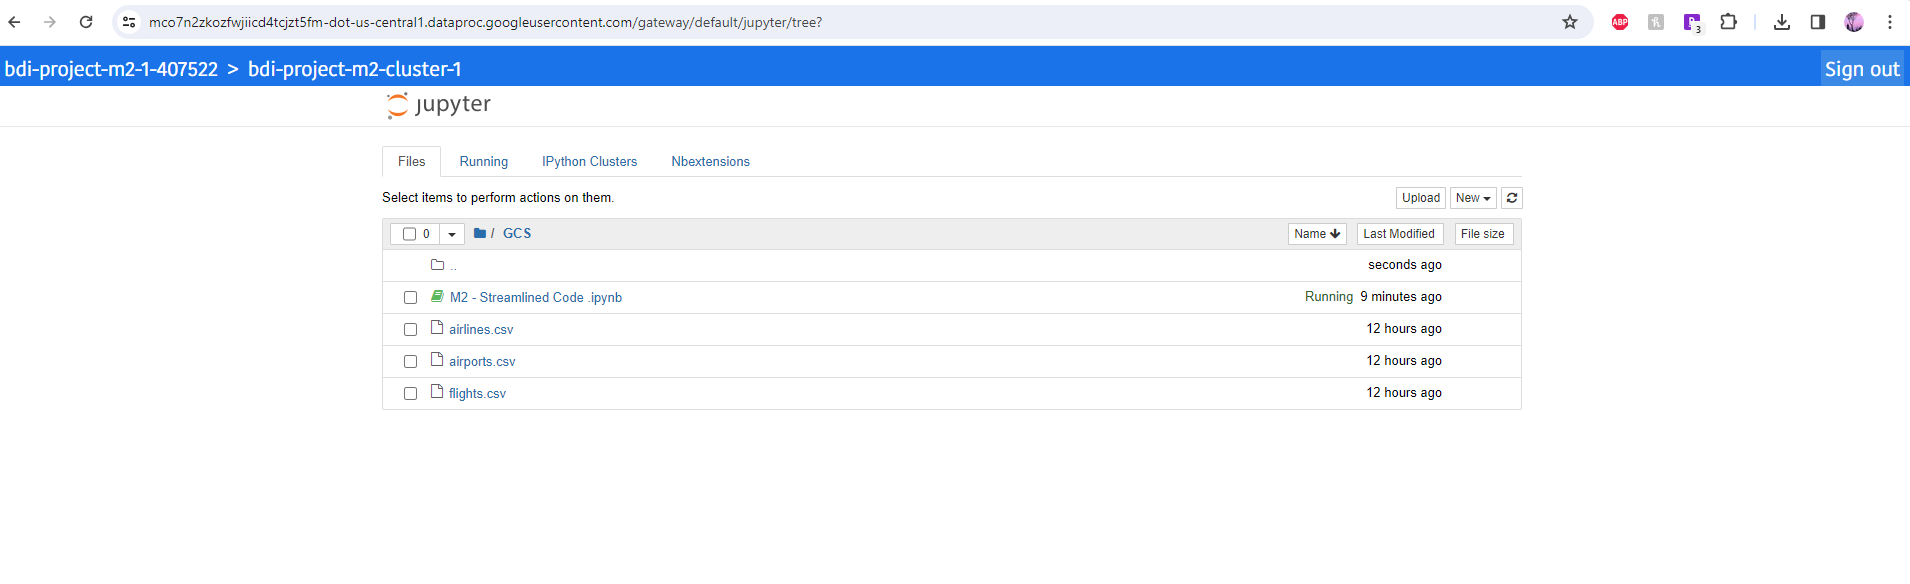 mco7n2zkozfwjiicd4tcjzt5fm-dot-us-central1.dataproc.googleusercontent.com/gateway/default/jupyter/tree?
ABP
3
bdi-project-m2-1-407522 > bdi-project-m2-cluster-1 Sign out
jupyter
Files Running IPython Clusters Nbextensions
Select items to perform actions on them. Upload New
0 / GCS Name Last Modified File size
.. seconds ago
M2 - Streamlined Code .ipynb Running 9 minutes ago
airlines.csv 12 hours ago
airports.csv 12 hours ago
flights.csv 12 hours ago